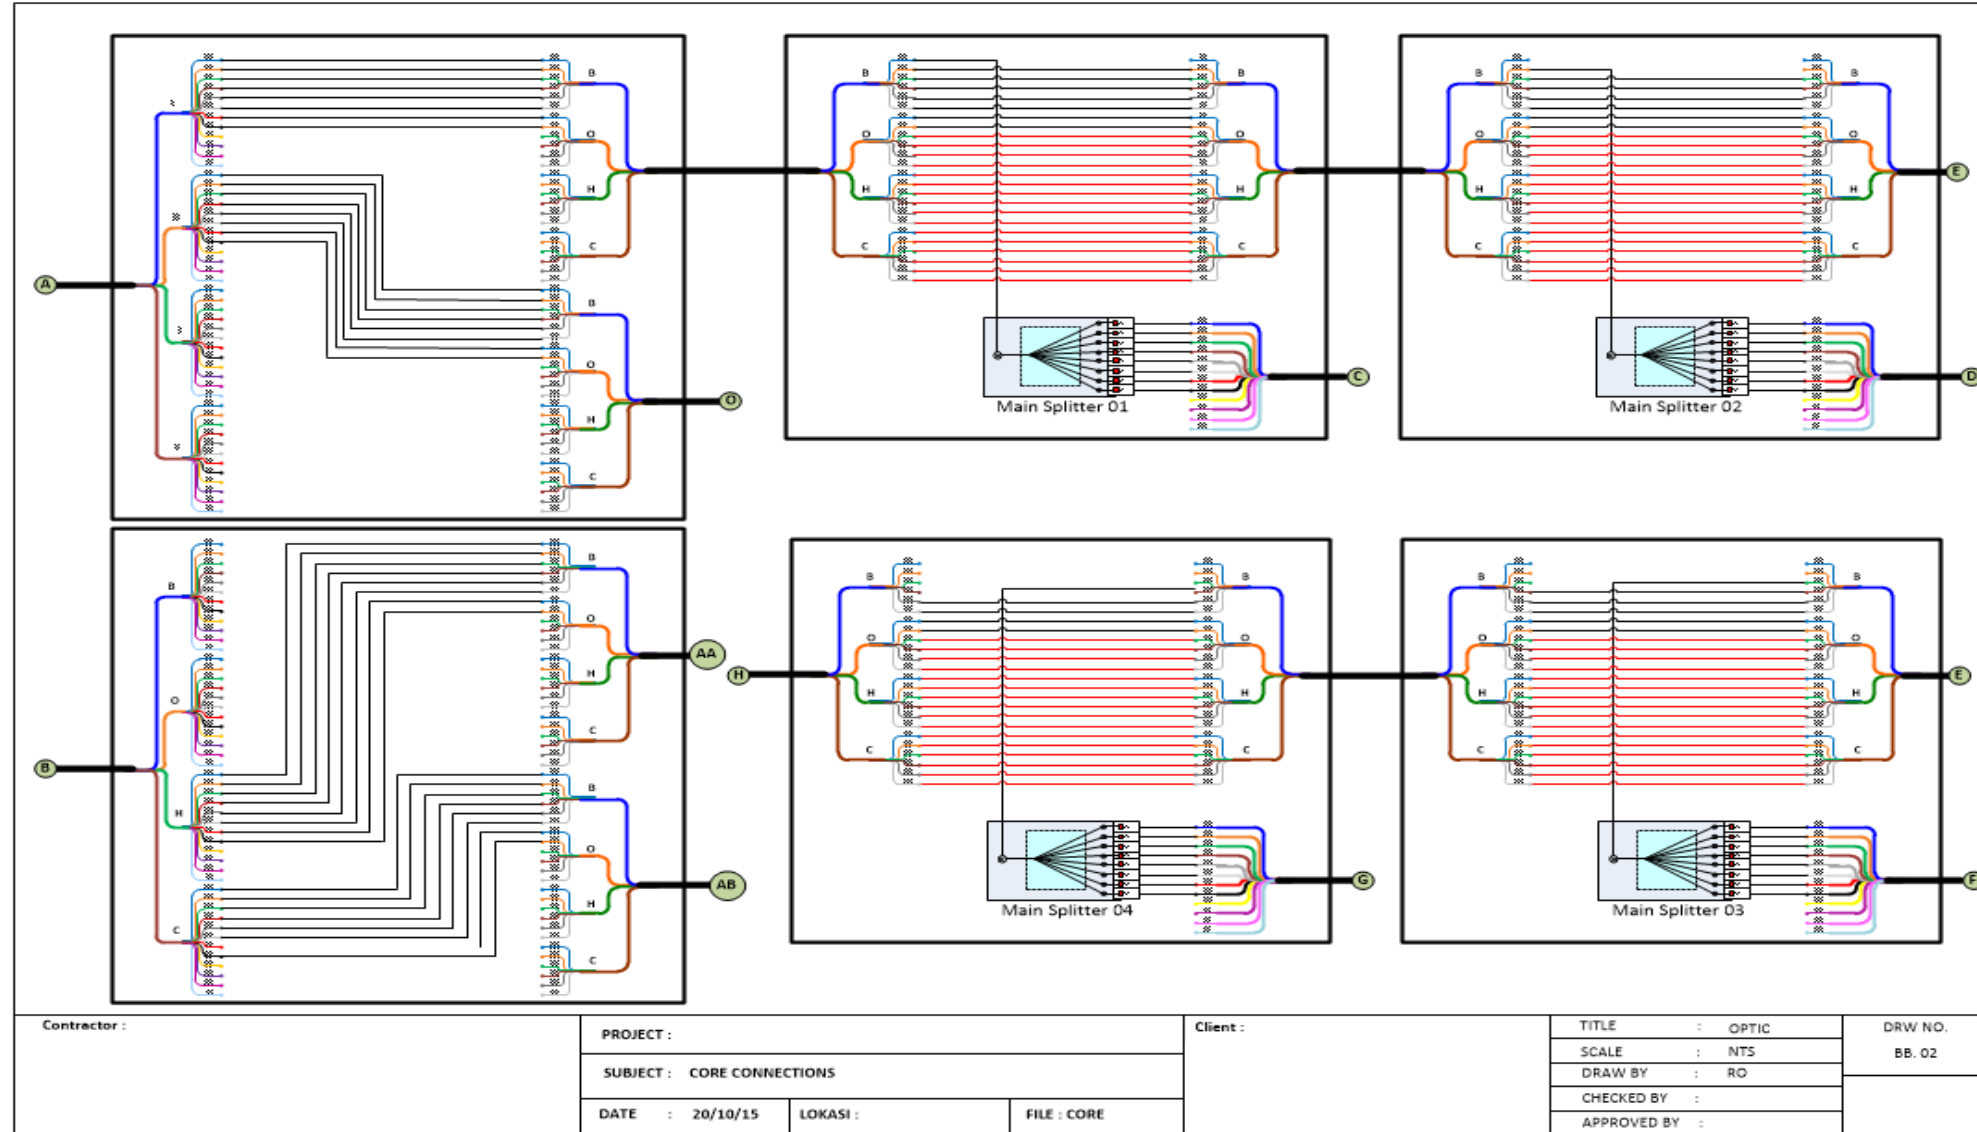 B
O
H
C
B
O
H
C
A
O
B
O
H
C
B
O
H
C
Main Splitter 01
C
B
O
H
C
B
O
H
C
E
Main Splitter 02
D
B
O
H
C
B
O
H
C
B
O
H
C
B
AA
AB
H
B
O
H
C
B
O
H
C
Main Splitter 04
G
B
O
H
C
B
O
H
C
E
Main Splitter 03
F
Contractor :
PROJECT :
SUBJECT : CORE CONNECTIONS
DATE : 20/10/15 LOKASI : FILE : CORE
Client :
TITLE : OPTIC
SCALE : NTS
DRAW BY : RO
CHECKED BY :
APPROVED BY :
DRW NO.
BB. 02